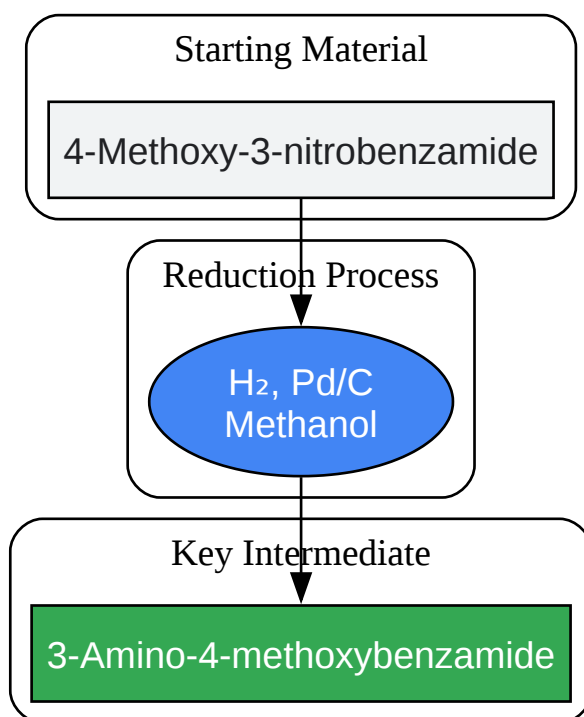 Starting Material
4-Methoxy-3-nitrobenzamide
Reduction Process
H₂, Pd/C
Methanol
Key Intermediate
3-Amino-4-methoxybenzamide